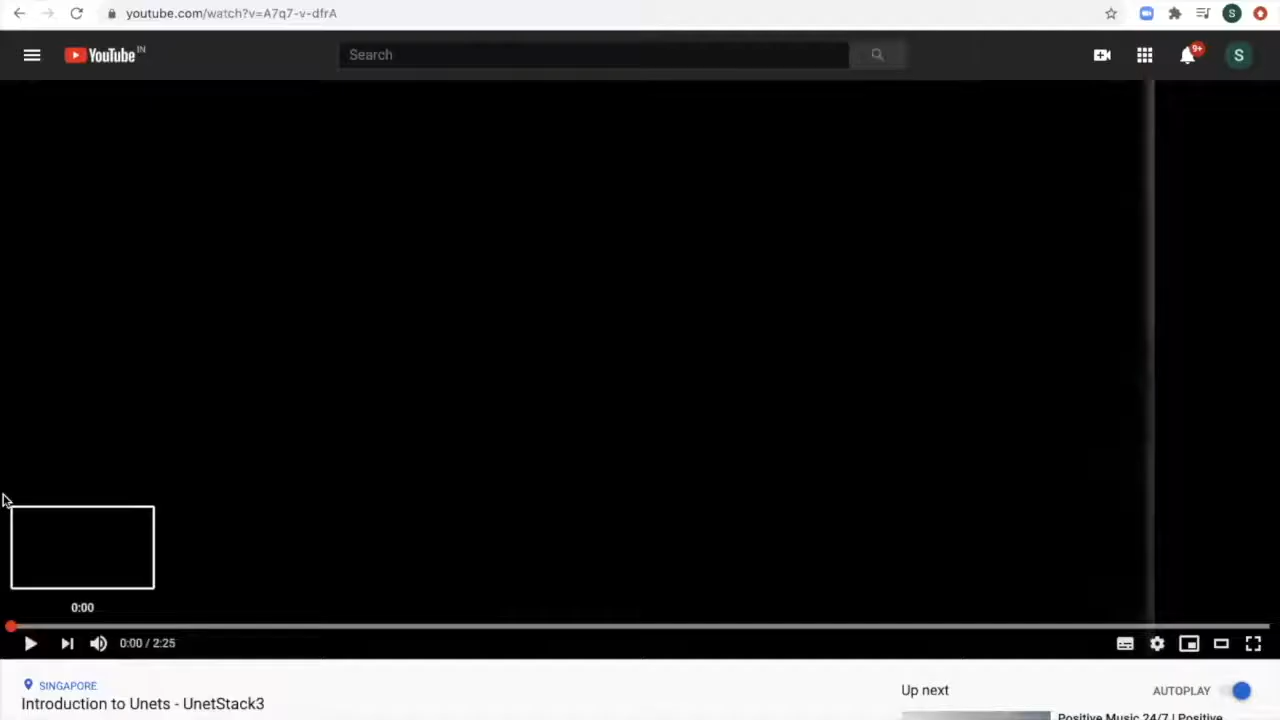 youtube.com/watch?v=A7q7-v-dfrA
S
YouTube IN
Search
9+
S
0:00
0:00 / 2:25
SINGAPORE
Introduction to Unets - UnetStack3
Up next
AUTOPLAY
Positive Music 24/7 | Positive